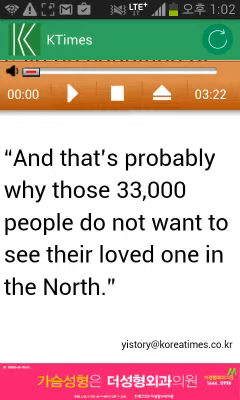 LTE 오후 1:02
K KTimes
00:00 03:22
“And that's probably
why those 33,000
people do not want to
see their loved one in
the North.”
yistory@koreatimes.co.kr
가슴성형은 더성형외과의원